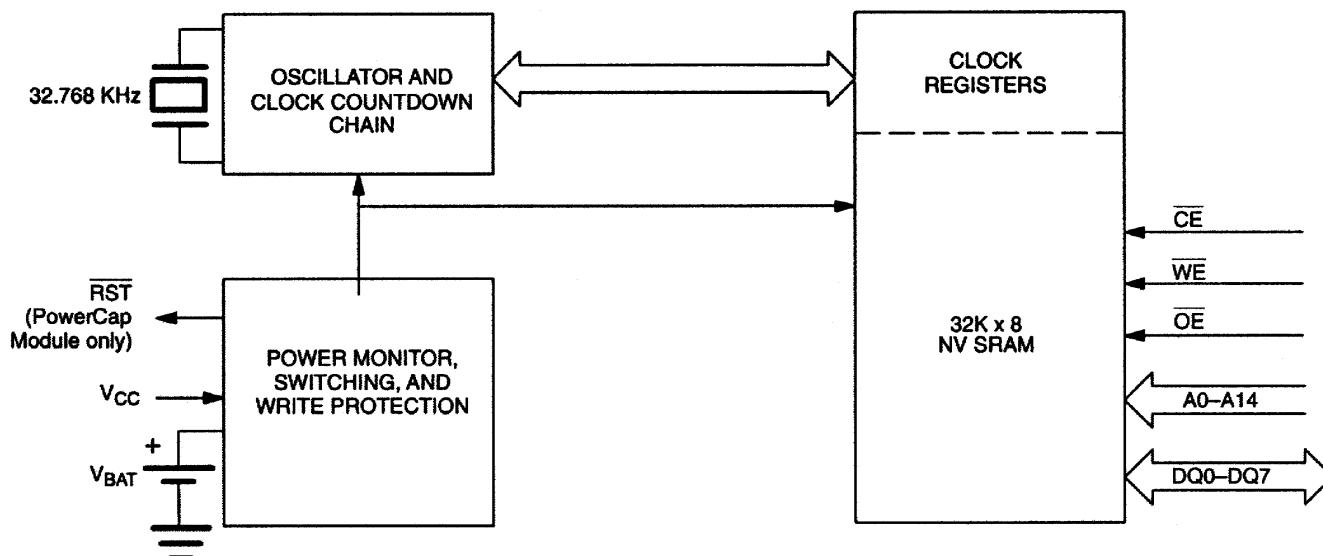 32.768 KHz
OSCILLATOR AND
CLOCK COUNTDOWN
CHAIN
CLOCK
REGISTERS
RST
(PowerCap
Module only)
VCC
+
VBAT
POWER MONITOR,
SWITCHING, AND
WRITE PROTECTION
32K x 8
NV SRAM
CE
WE
OE
A0–A14
DQ0–DQ7